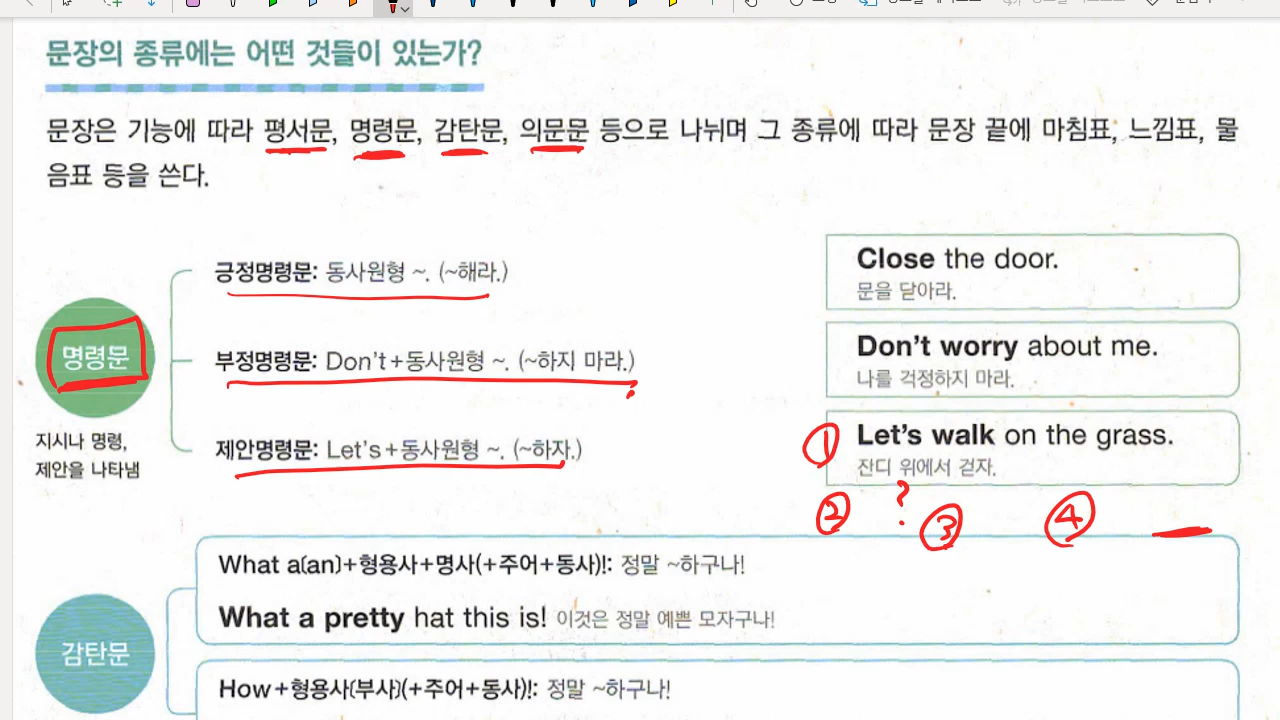 문장의 종류에는 어떤 것들이 있는가?
문장은 기능에 따라 평서문, 명령문, 감탄문, 의문문 등으로 나뉘며 그 종류에 따라 문장 끝에 마침표, 느낌표, 물
음표 등을 쓴다.
명령문
지시나 명령,
제안을 나타냄
긍정명령문: 동사원형 ~. (~해라.)
Close the door.
문을 닫아라.
부정명령문: Don't+동사원형 ~. (~하지 마라.)
Don't worry about me.
나를 걱정하지 마라.
제안명령문: Let's+동사원형 ~. (~하자.)
① Let's walk on the grass.
잔디 위에서 걷자.
② ? ③ ④
감탄문
What a(an)+형용사+명사(+주어+동사)!: 정말 ~하구나!
What a pretty hat this is! 이것은 정말 예쁜 모자구나!
How+형용사(부사)(+주어+동사)!: 정말 ~하구나!